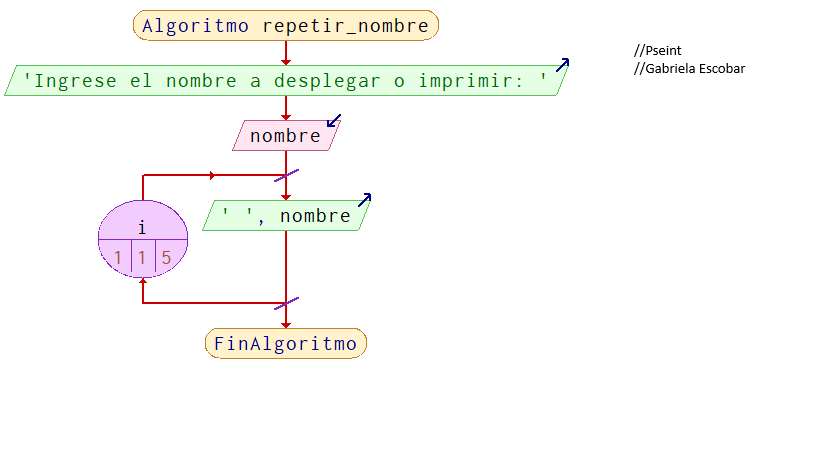 Algoritmo repetir_nombre
//Pseint
//Gabriela Escobar
'Ingrese el nombre a desplegar o imprimir: '
nombre
' ', nombre
i
1 1 5
FinAlgoritmo